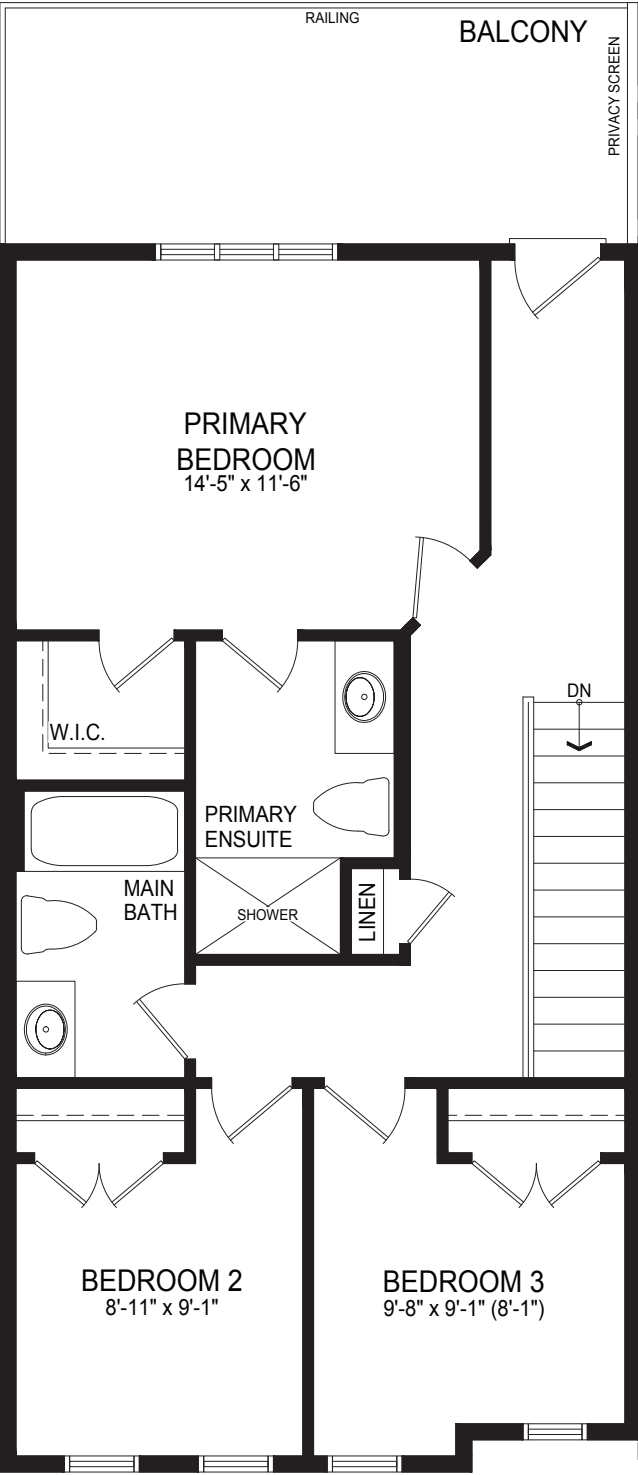 RAILING
BALCONY
PRIVACY SCREEN
PRIMARY
BEDROOM
14'-5" x 11'-6"
DN
W.I.C.
PRIMARY
ENSUITE
MAIN
BATH
SHOWER
LINEN
BEDROOM 2
8'-11" x 9'-1"
BEDROOM 3
9'-8" x 9'-1" (8'-1")